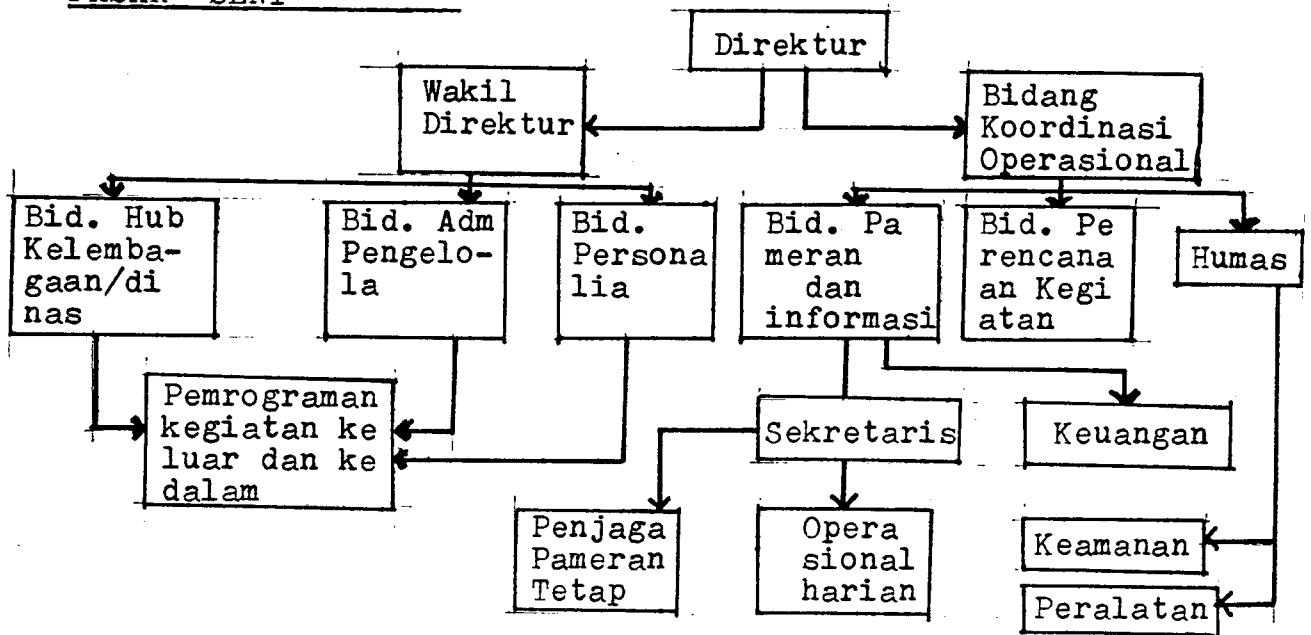 Direktur
Wakil
Direktur
Bidang
Koordinasi
Operasional
Bid. Hub
Kelemba-
gaan/di
nas
Bid. Adm
Pengelo-
la
Bid.
Persona
lia
Bid. Pa
meran
dan
informasi
Bid. Pe
rencana
an Kegi
atan
Humas
Pemrograman
kegiatan ke
luar dan ke
dalam
Sekretaris
Keuangan
Penjaga
Pameran
Tetap
Opera
sional
harian
Keamanan
Peralatan